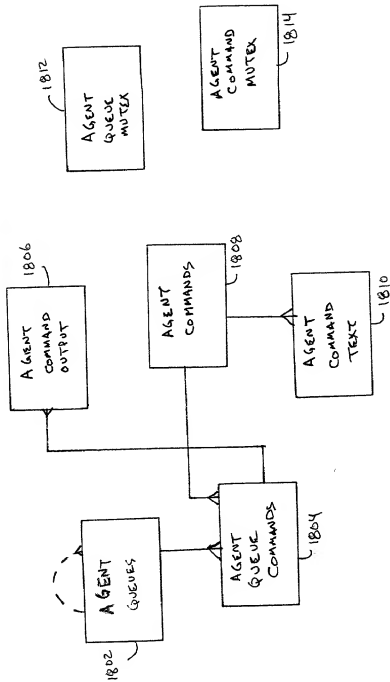 1802
AGENT
QUEUES
AGENT
QUEUE
COMMANDS
1804
AGENT
COMMAND
OUTPUT
1806
AGENT
COMMANDS
1808
AGENT
COMMAND
TEXT
1810
AGENT
QUEUE
MUTEX
1812
AGENT
COMMAND
MUTEX
1814